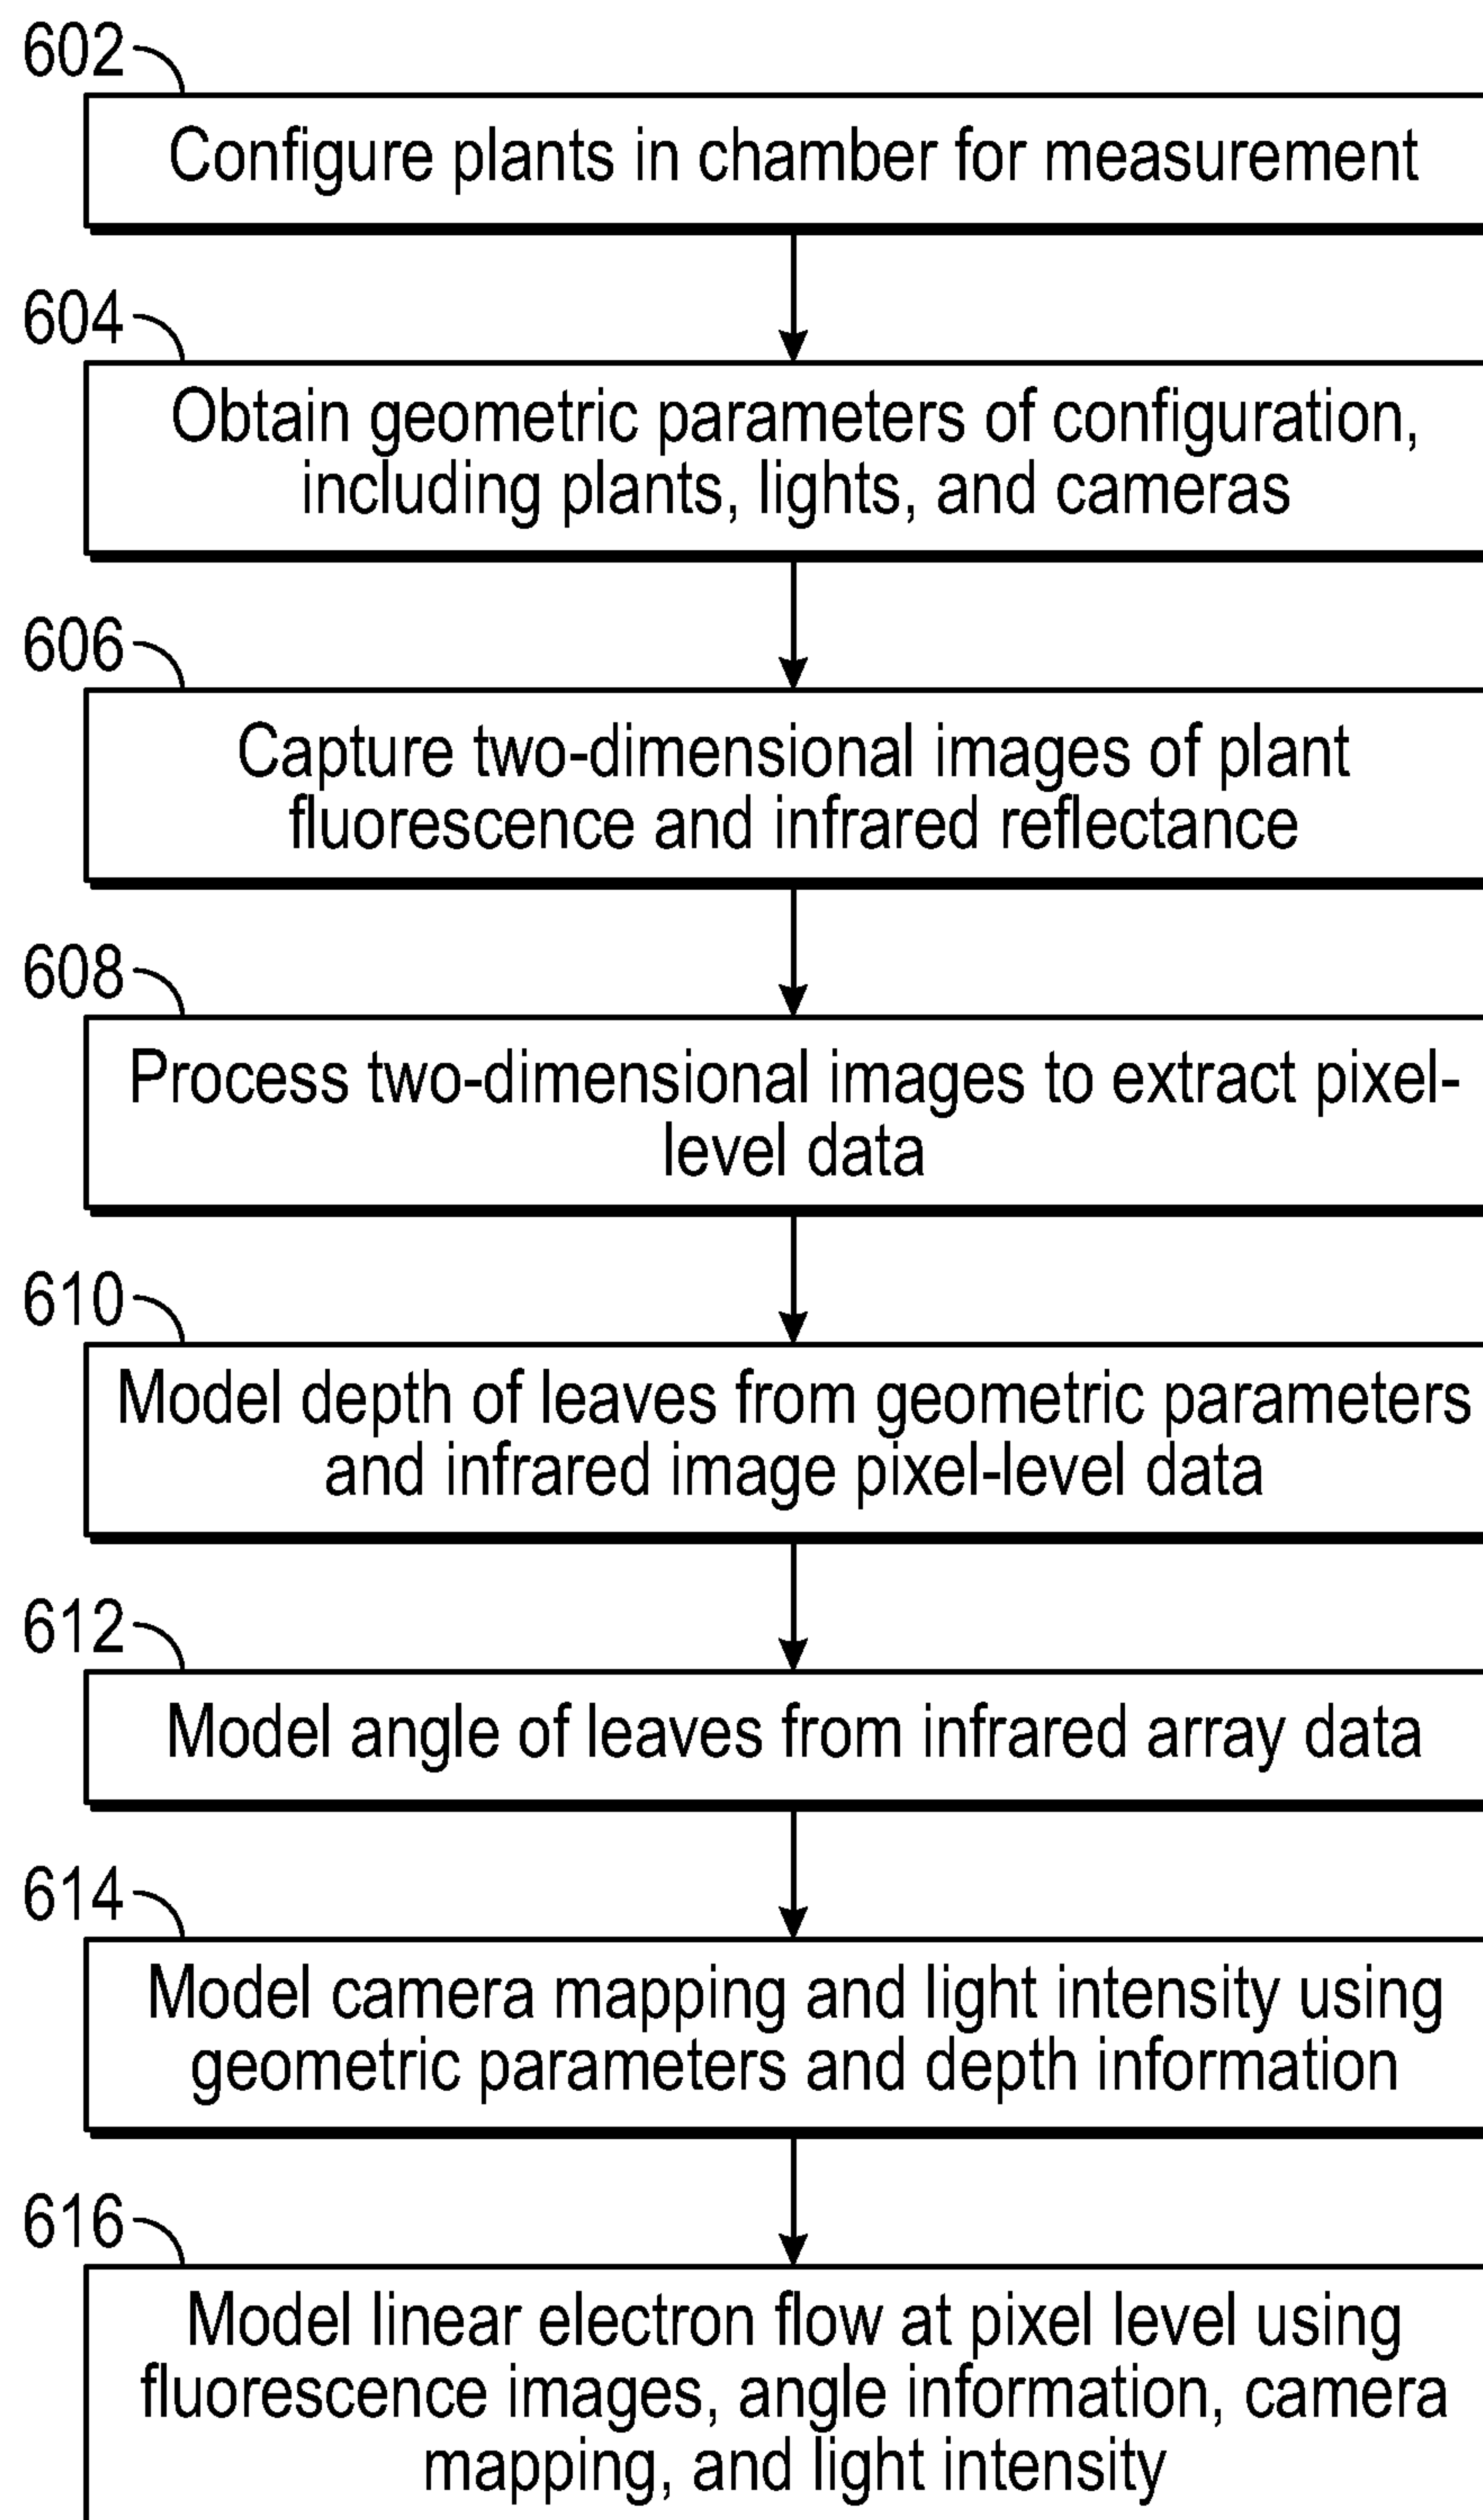 602
Configure plants in chamber for measurement
604
Obtain geometric parameters of configuration,
including plants, lights, and cameras
606
Capture two-dimensional images of plant
fluorescence and infrared reflectance
608
Process two-dimensional images to extract pixel-
level data
610
Model depth of leaves from geometric parameters
and infrared image pixel-level data
612
Model angle of leaves from infrared array data
614
Model camera mapping and light intensity using
geometric parameters and depth information
616
Model linear electron flow at pixel level using
fluorescence images, angle information, camera
mapping, and light intensity